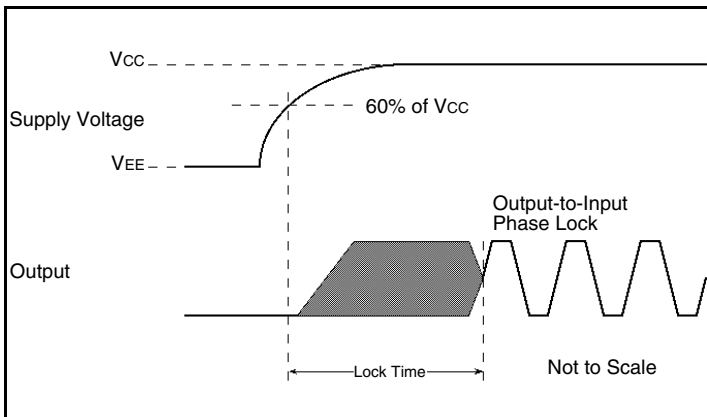 VCC
60% of VCC
Supply Voltage
VEE
Output-to-Input
Phase Lock
Output
Lock Time
Not to Scale